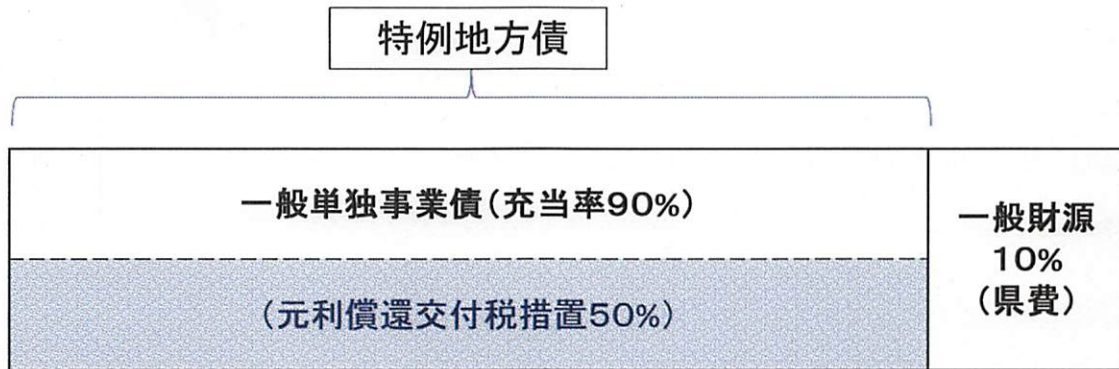 特例地方債
一般単独事業債(充当率90%)
(元利償還交付税措置50%)
一般財源
10%
(県費)